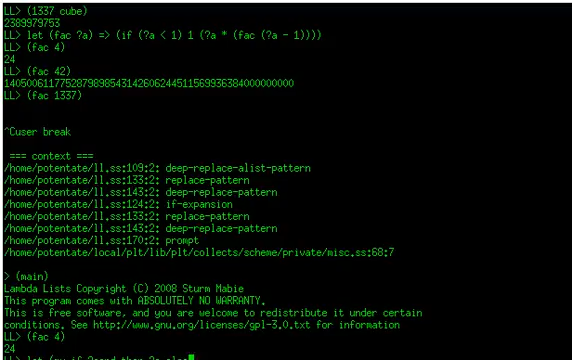 LL> (1337 cube)
2389979753
LL> let (fac ?a) => (if (?a < 1) 1 (?a * (fac (?a - 1))))
LL> (fac 4)
24
LL> (fac 42)
1405006117752879898543142606244511569936384000000000
LL> (fac 1337)
^Cuser break
=== context ===
/home/potentate/ll.ss:109:2: deep-replace-alist-pattern
/home/potentate/ll.ss:133:2: replace-pattern
/home/potentate/ll.ss:143:2: deep-replace-pattern
/home/potentate/ll.ss:124:2: if-expansion
/home/potentate/ll.ss:133:2: replace-pattern
/home/potentate/ll.ss:143:2: deep-replace-pattern
/home/potentate/ll.ss:170:2: prompt
/home/potentate/local/plt/lib/plt/collects/scheme/private/misc.ss:68:7
> (main)
Lambda Lists Copyright (C) 2008 Sturm Mabie
This program comes with ABSOLUTELY NO WARRANTY.
This is free software, and you are welcome to redistribute it under certain
conditions. See http://www.gnu.org/licenses/gpl-3.0.txt for information
LL> (fac 4)
24
LL> let (my-if ?cond then ?a else